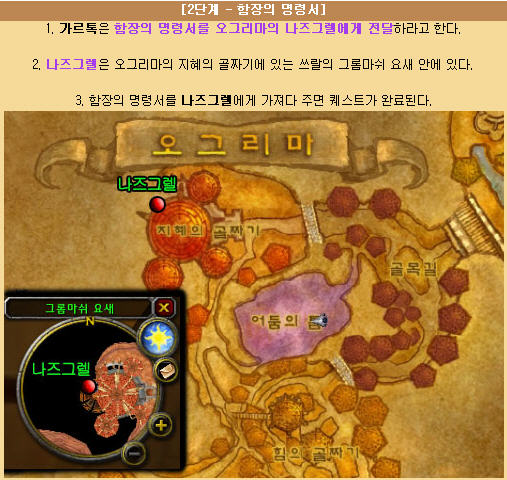 [2단계 - 함장의 명령서]
1. 가르톡은 함장의 명령서를 오그리마의 나즈그렐에게 전달하라고 한다.
2. 나즈그렐은 오그리마의 지혜의 골짜기에 있는 쓰랄의 그롬마쉬 요새 안에 있다.
3. 함장의 명령서를 나즈그렐에게 가져다 주면 퀘스트가 완료된다.
오그리마
나즈그렐
지혜의 골짜기
골목길
어둠의 틈
그롬마쉬 요새
N
나즈그렐
힘의 골짜기